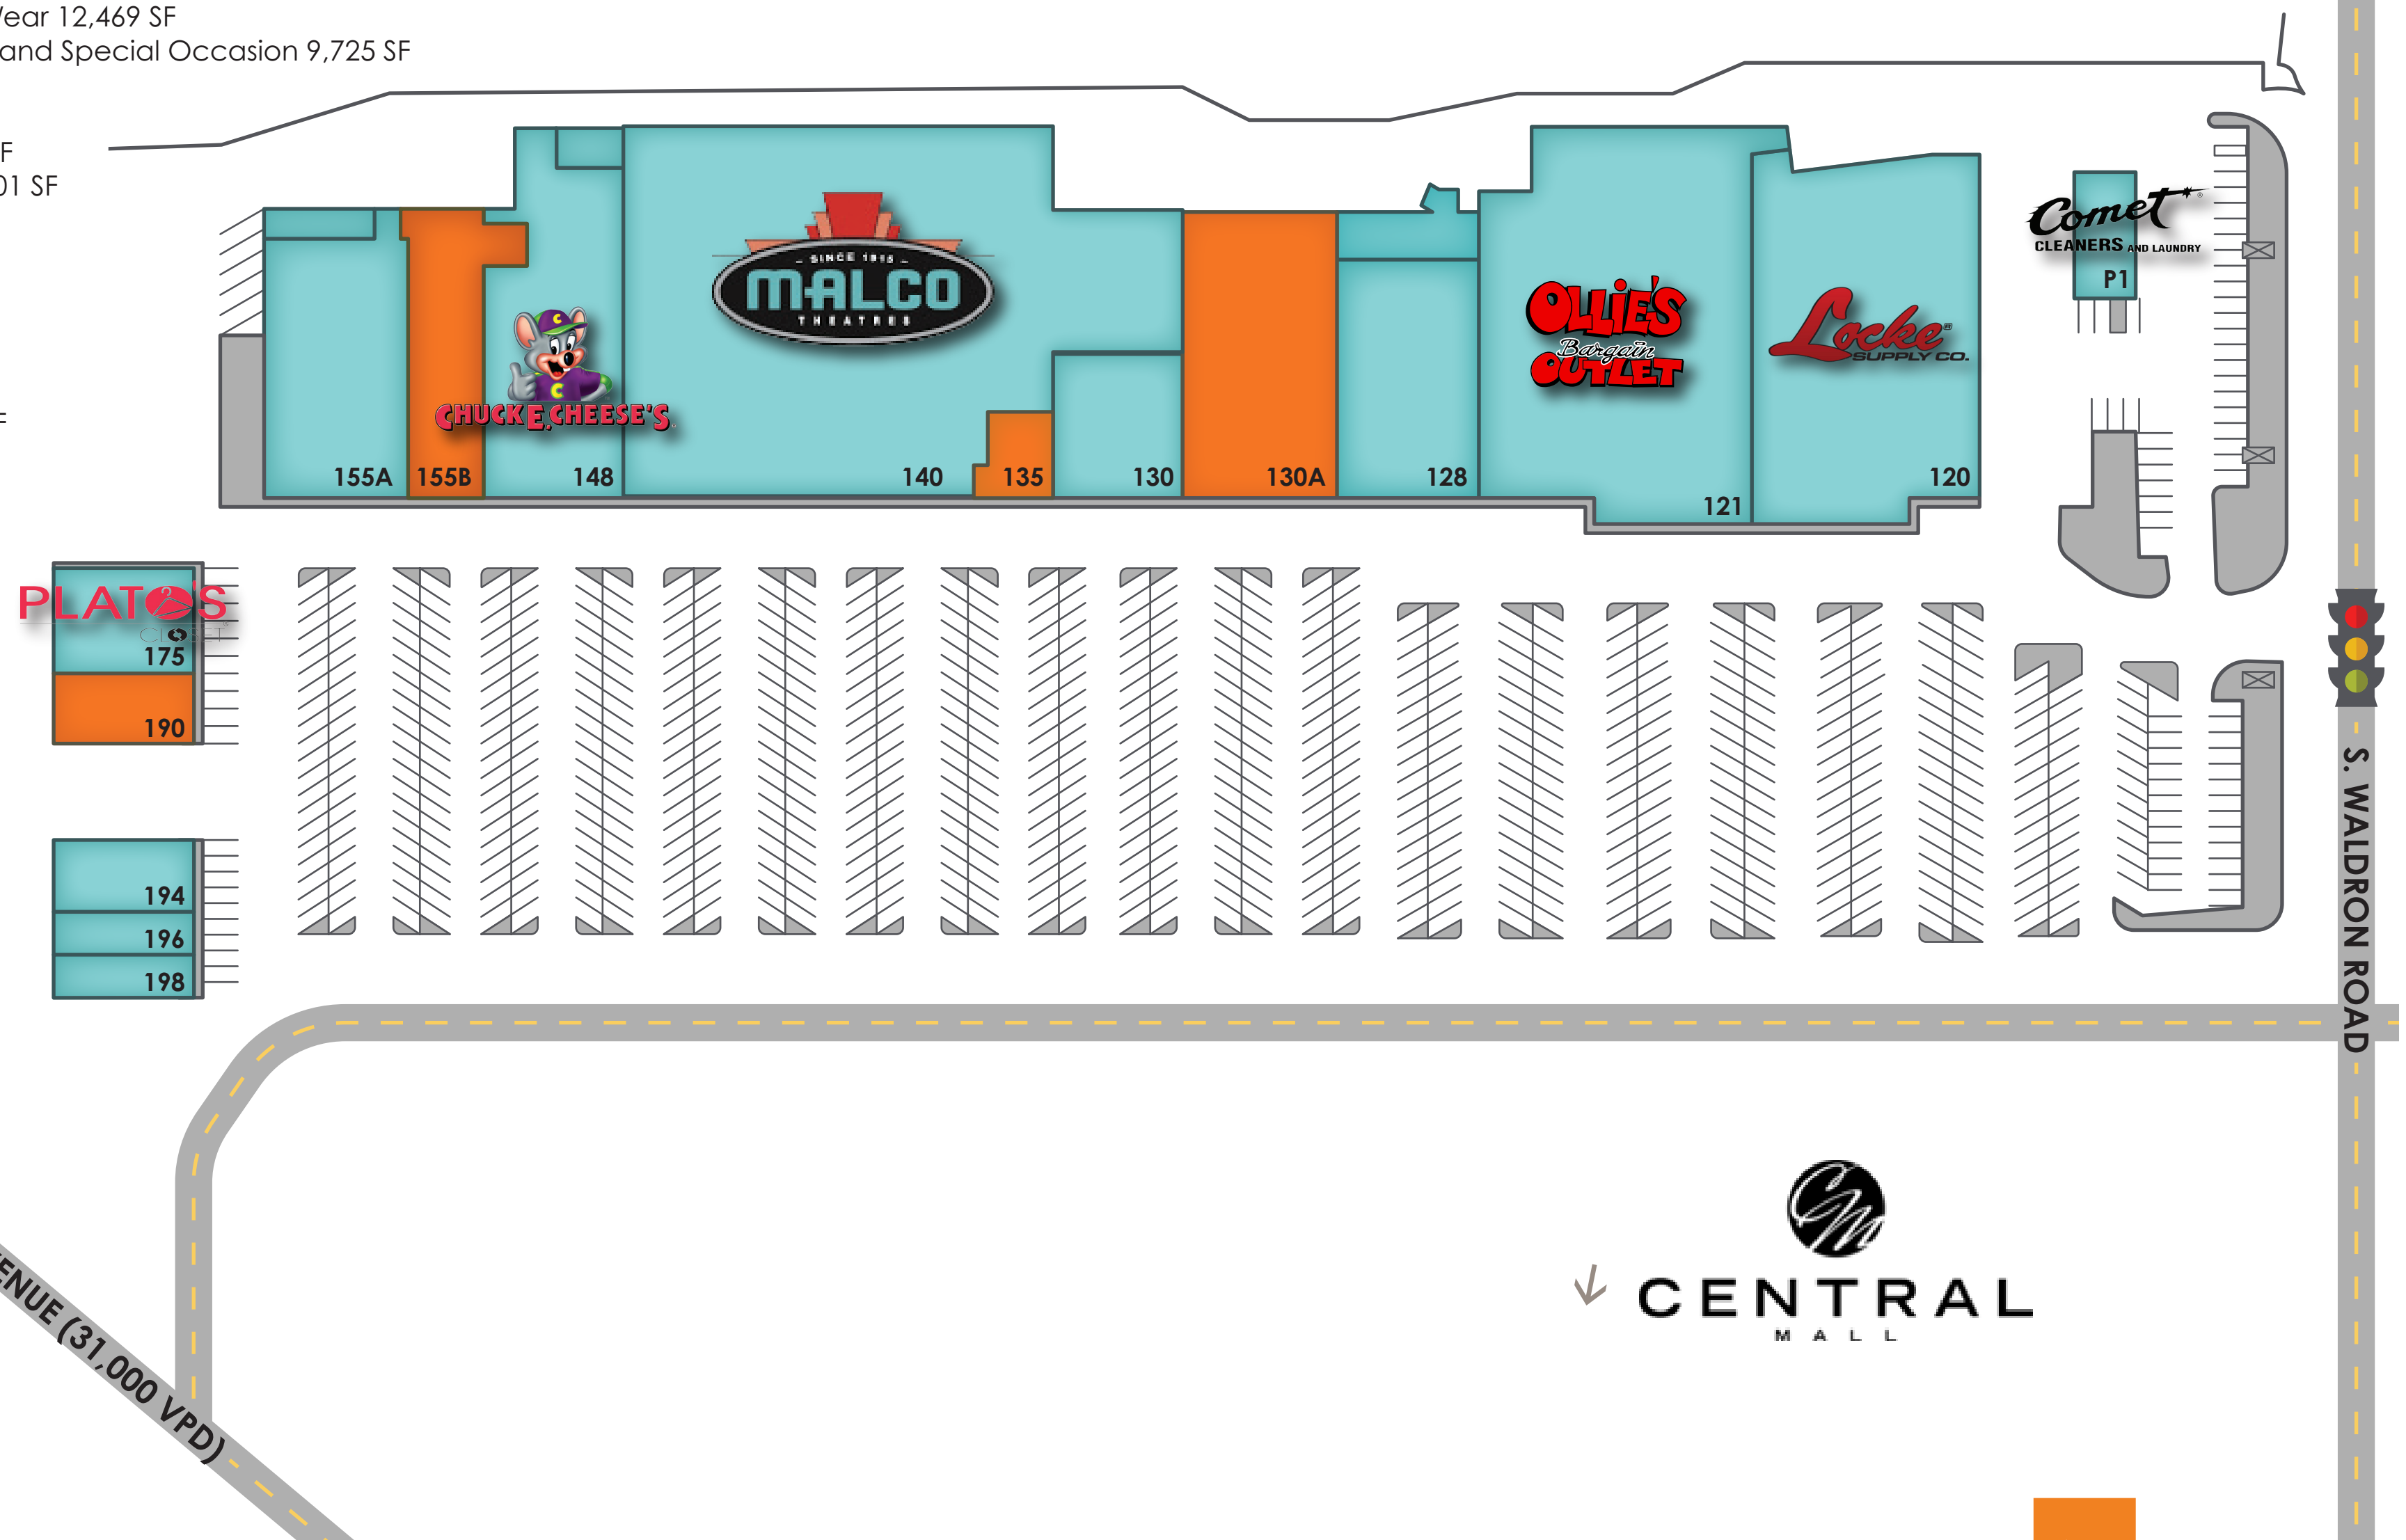 Wear 12,469 SF
and Special Occasion 9,725 SF
F
01 SF
Comet
CLEANERS AND LAUNDRY
P1
SINCE 1915
MALCO
THEATRES
OLLIE'S
Bargain
OUTLET
Locke
SUPPLY CO.
CHUCK E. CHEESE'S
155A
155B
148
140
135
130
130A
128
121
120
PLATO'S
CLOSET
175
190
194
196
198
S. WALDRON ROAD
ENUE (31,000 VPD)
CENTRAL
MALL